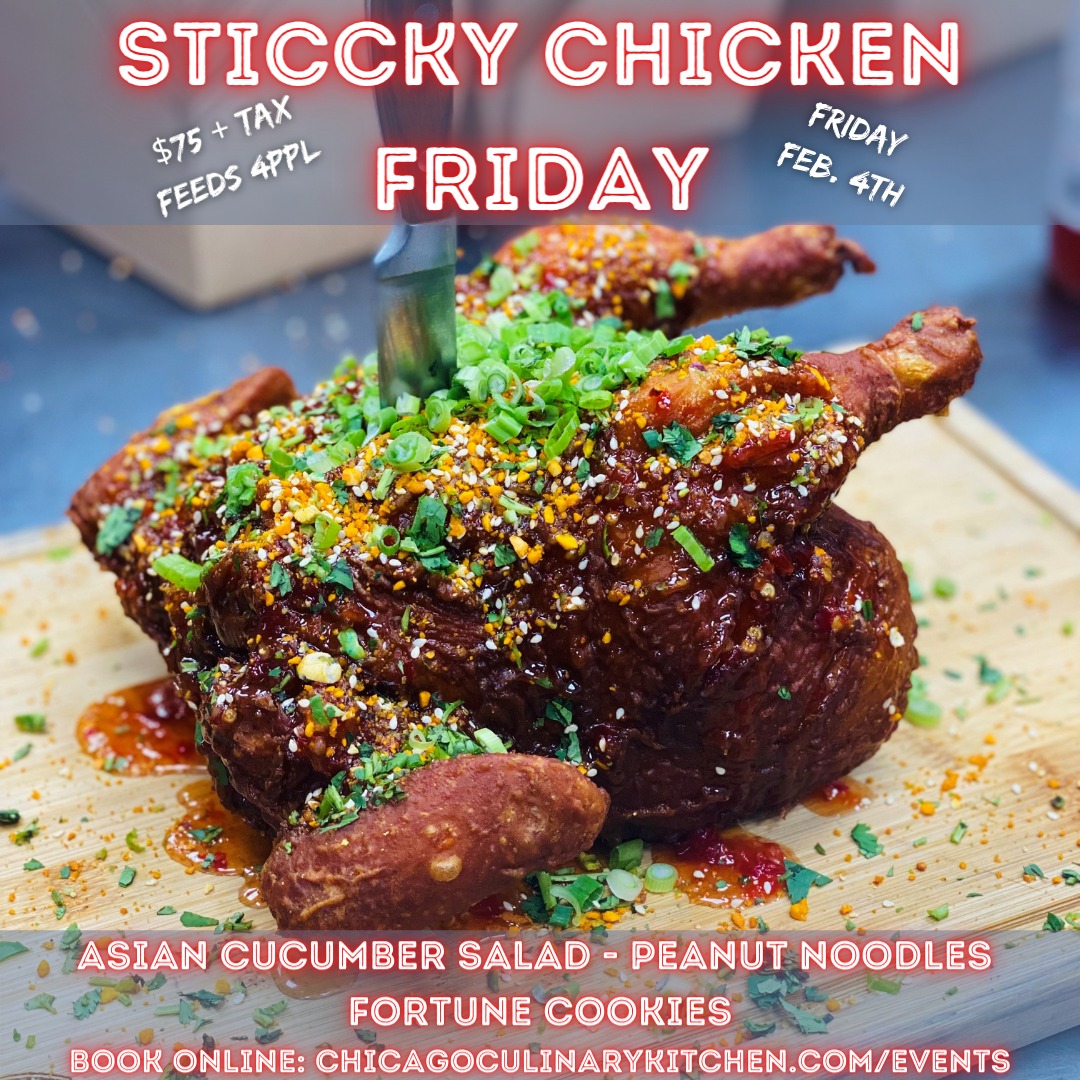 STICCKY CHICKEN
FRIDAY
$75 + TAX
FEEDS 4PPL
FRIDAY
FEB. 4TH
ASIAN CUCUMBER SALAD - PEANUT NOODLES
FORTUNE COOKIES
BOOK ONLINE: CHICAGOCULINARYKITCHEN.COM/EVENTS